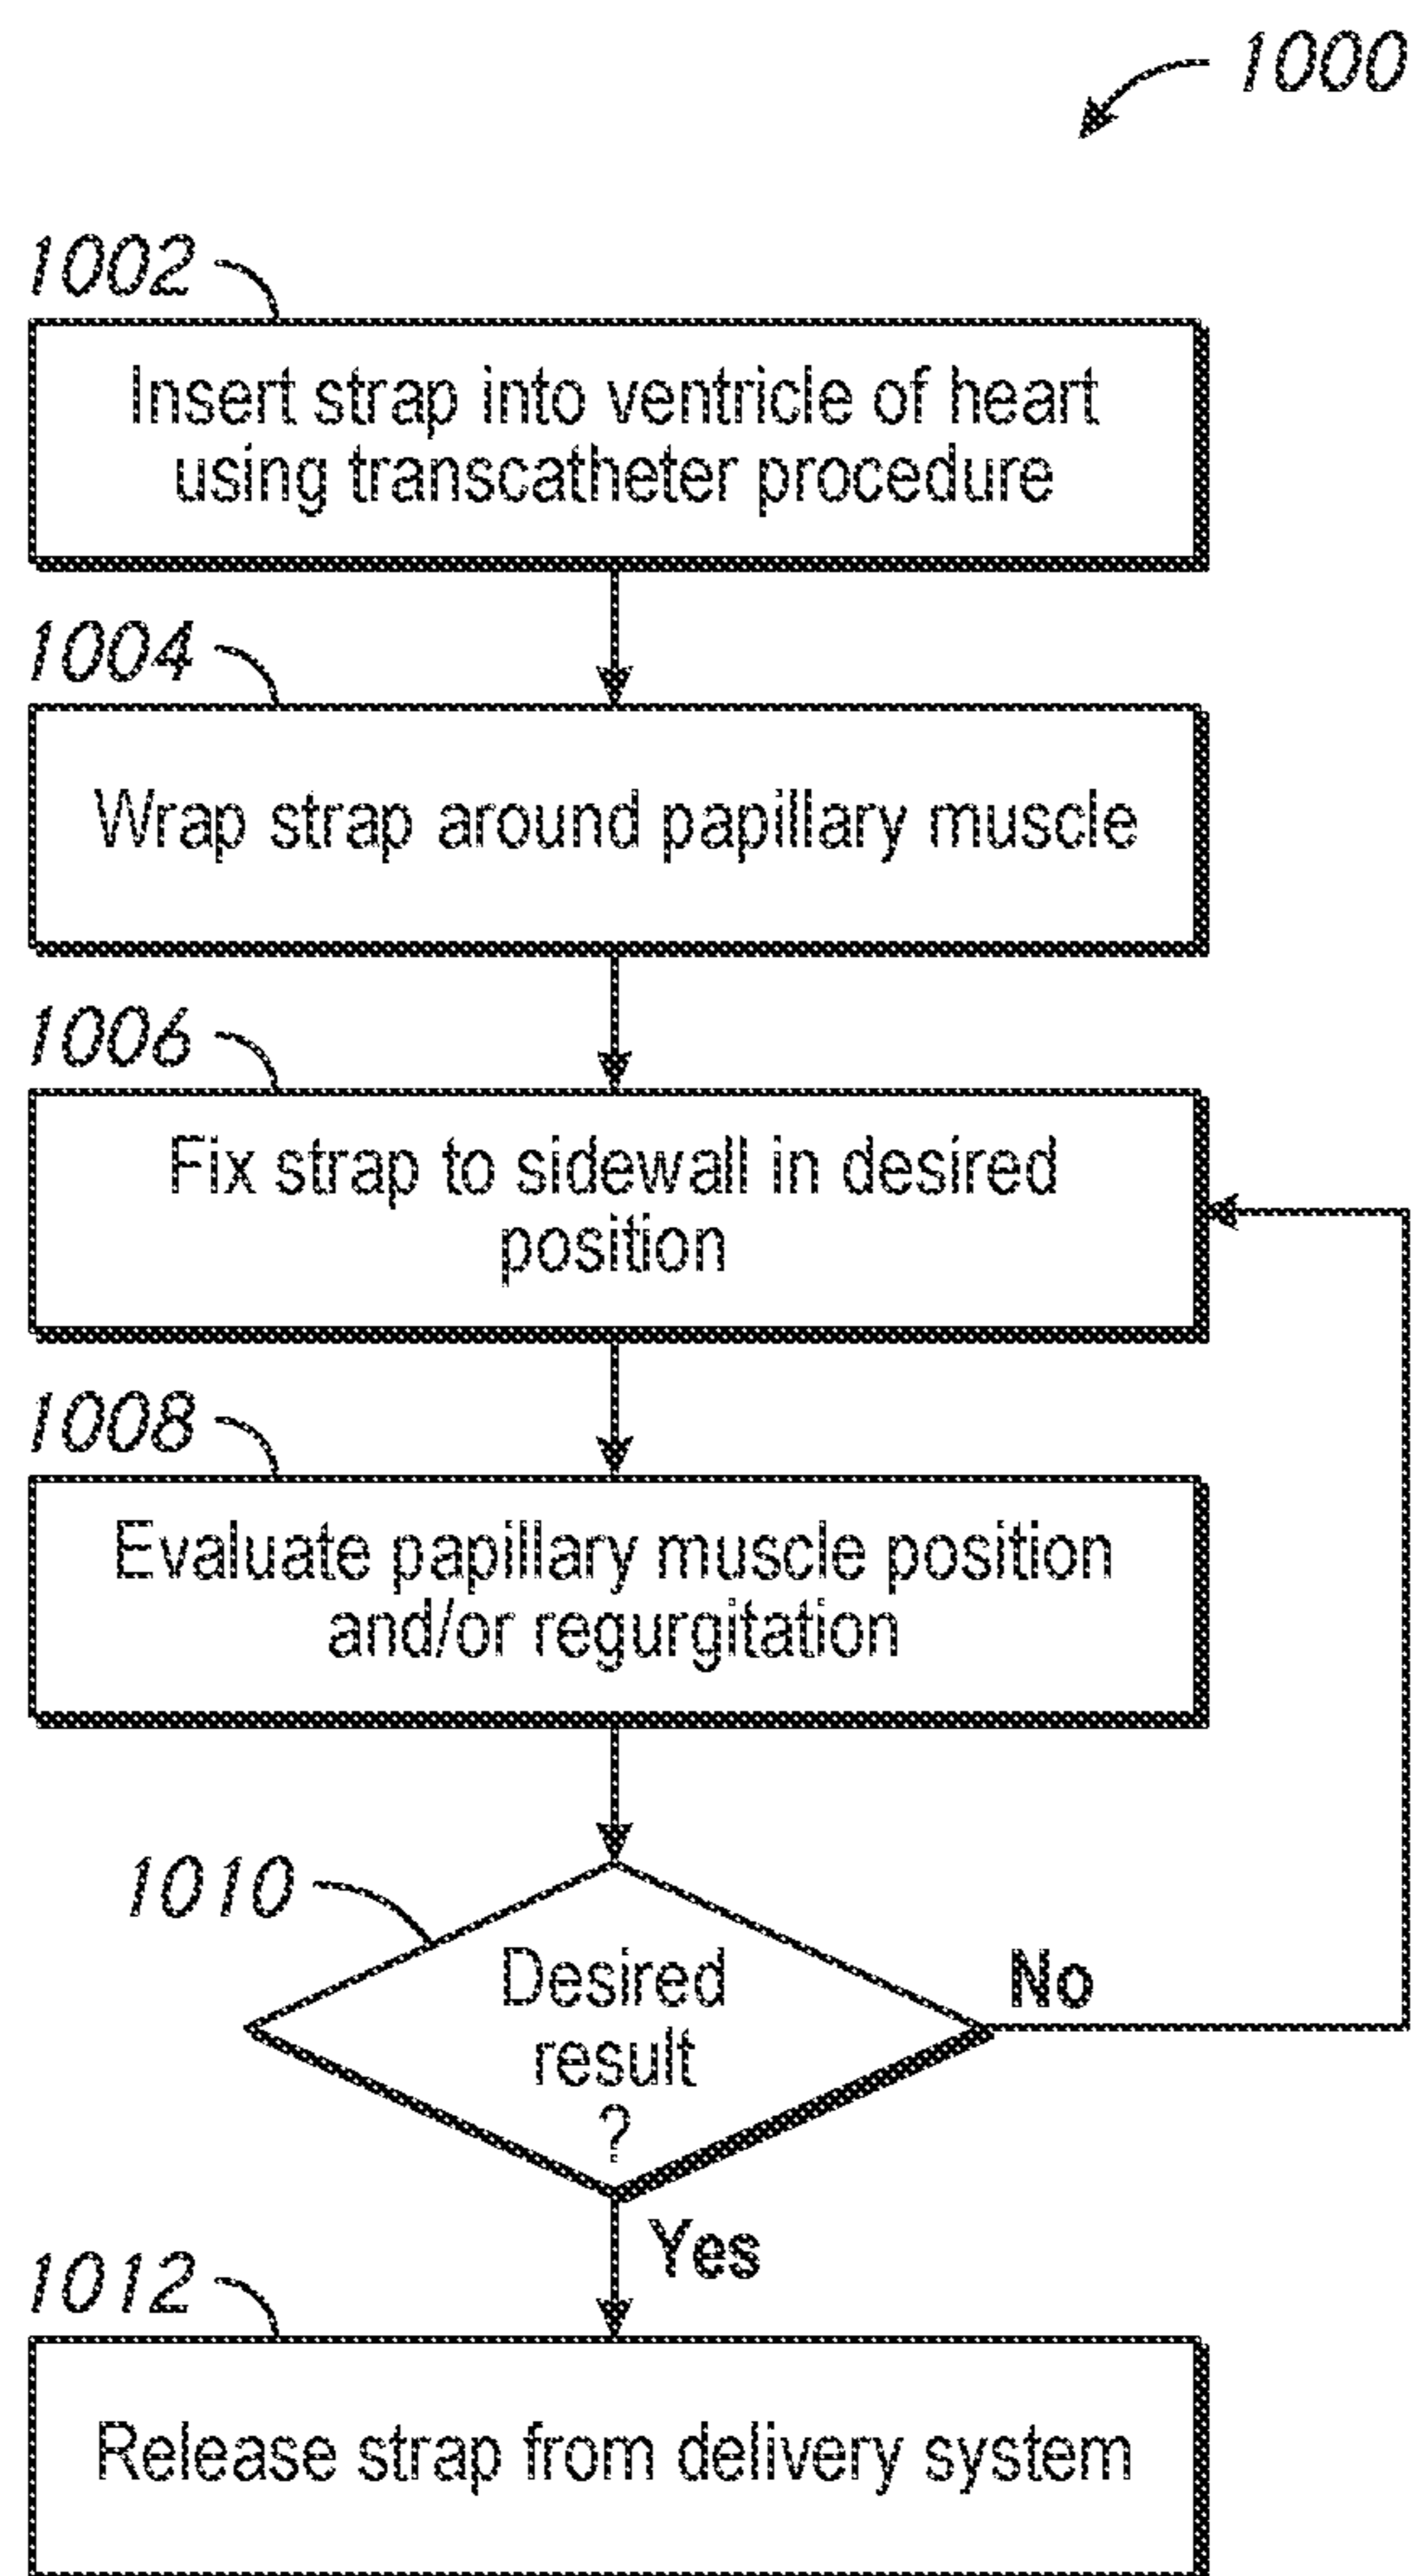 1000
1002
Insert strap into ventricle of heart
using transcatheter procedure
1004
Wrap strap around papillary muscle
1006
Fix strap to sidewall in desired
position
1008
Evaluate papillary muscle position
and/or regurgitation
1010
Desired
result
?
No
Yes
1012
Release strap from delivery system